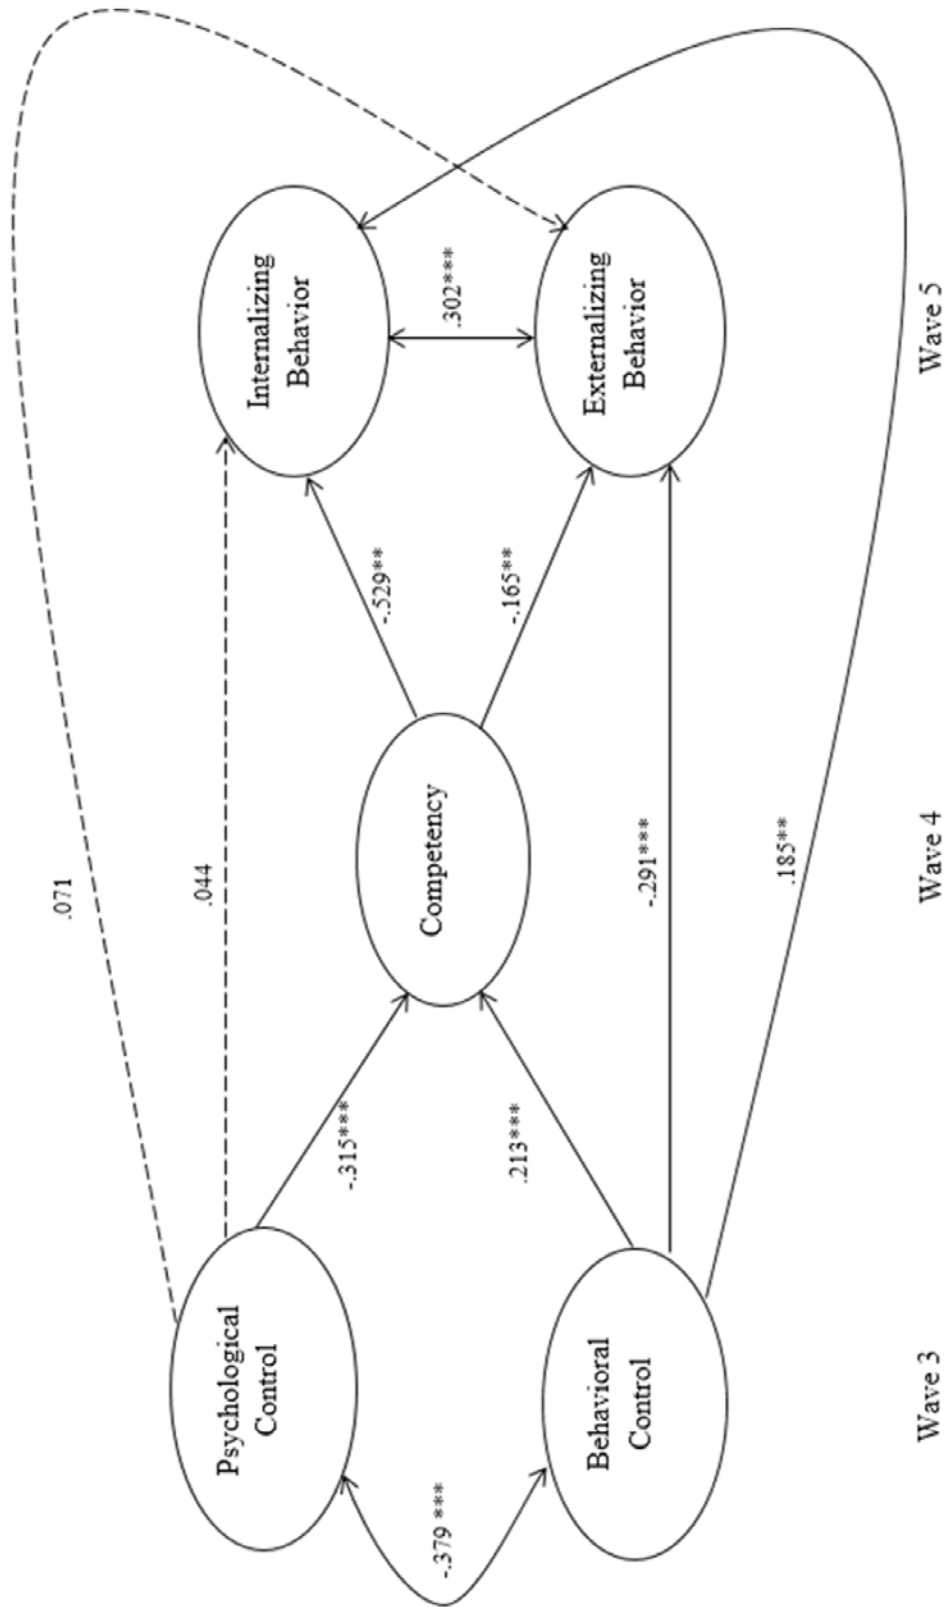 .071
.044
Psychological
Control
Internalizing
Behavior
-.315***
-.529**
-.379 ***
Competency
.302***
.213***
-.165**
Behavioral
Control
Externalizing
Behavior
-.291***
.185**
Wave 3
Wave 4
Wave 5